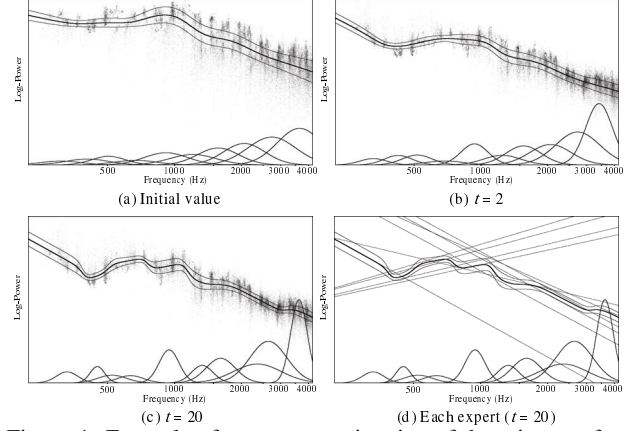 Log-Power
500 1000 2000 3000 4000
Frequency (Hz)
(a) Initial value
Log-Power
500 1000 2000 3000 4000
Frequency (Hz)
(b) t = 2
Log-Power
500 1000 2000 3000 4000
Frequency (Hz)
(c) t = 20
Log-Power
500 1000 2000 3000 4000
Frequency (Hz)
(d) Each expert (t = 20)